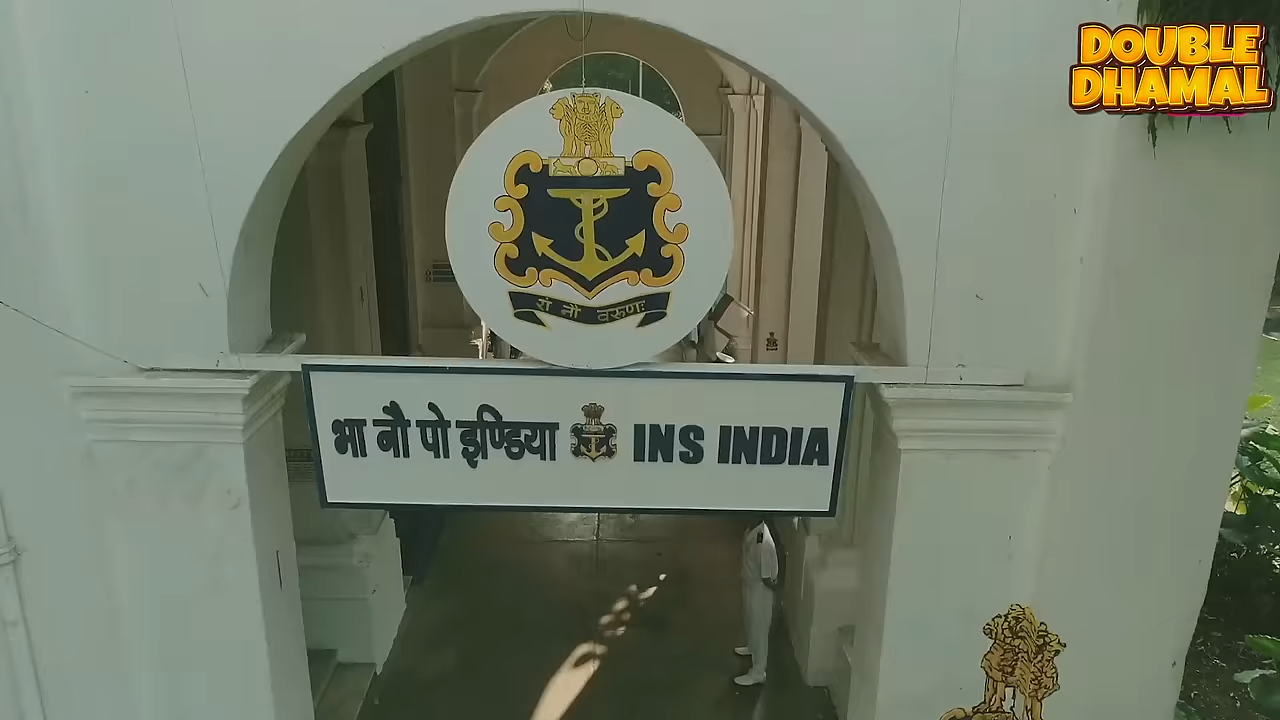 DOUBLE
DHAMAL
शं नौ वरुणः
भा नौ पो इण्डिया INS INDIA